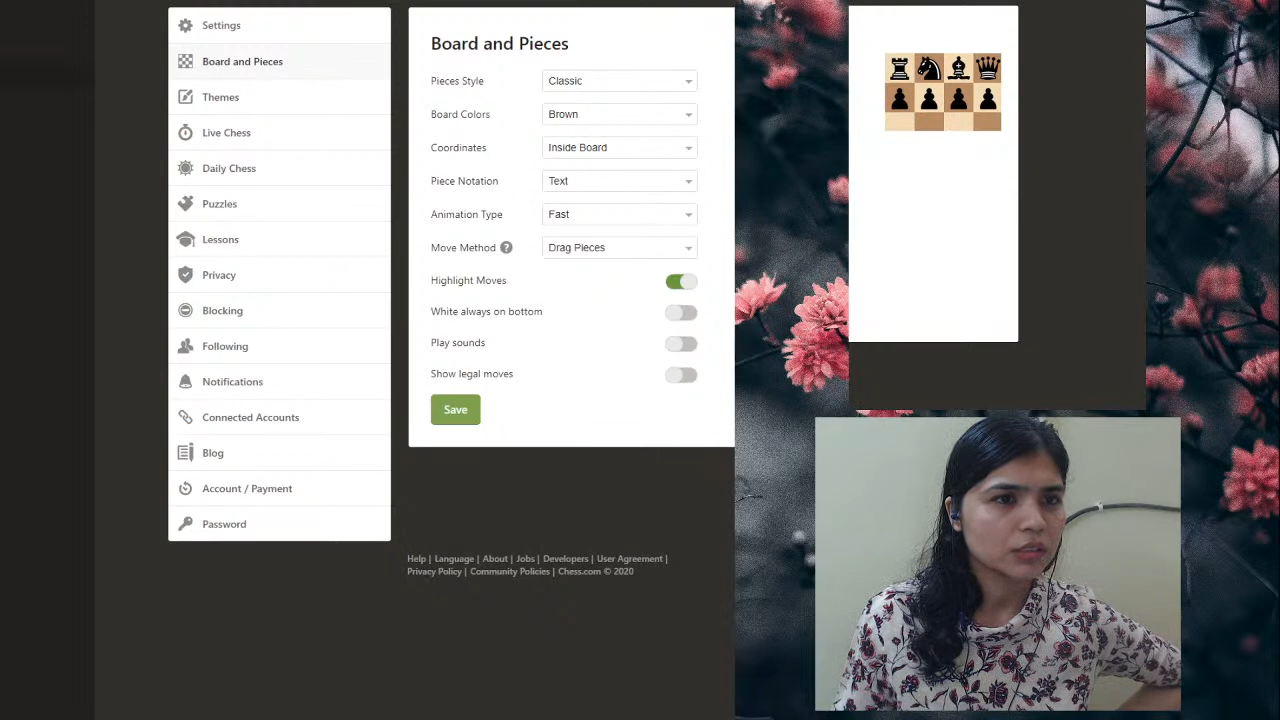 Settings
Board and Pieces
Themes
Live Chess
Daily Chess
Puzzles
Lessons
Privacy
Blocking
Following
Notifications
Connected Accounts
Blog
Account / Payment
Password
Board and Pieces
Pieces Style Classic
Board Colors Brown
Coordinates Inside Board
Piece Notation Text
Animation Type Fast
Move Method ? Drag Pieces
Highlight Moves
White always on bottom
Play sounds
Show legal moves
Save
Help | Language | About | Jobs | Developers | User Agreement |
Privacy Policy | Community Policies | Chess.com © 2020